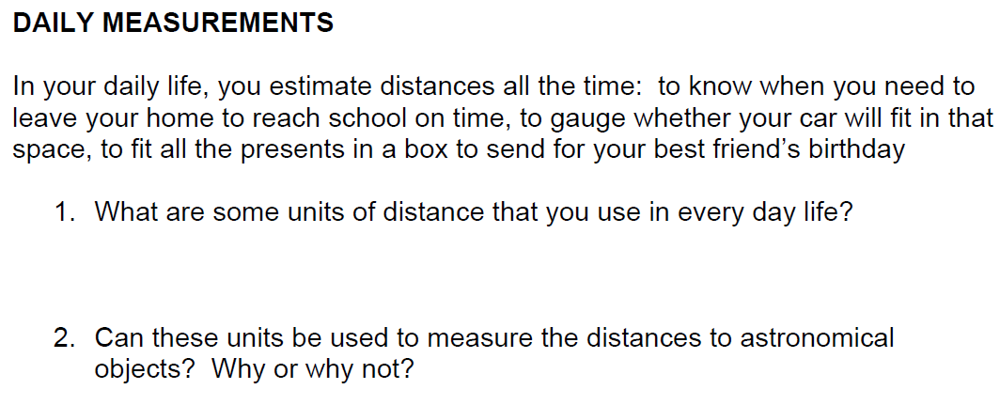 DAILY MEASUREMENTS
In your daily life, you estimate distances all the time:  to know when you need to
leave your home to reach school on time, to gauge whether your car will fit in that
space, to fit all the presents in a box to send for your best friend’s birthday
1. What are some units of distance that you use in every day life?
2. Can these units be used to measure the distances to astronomical
objects?  Why or why not?